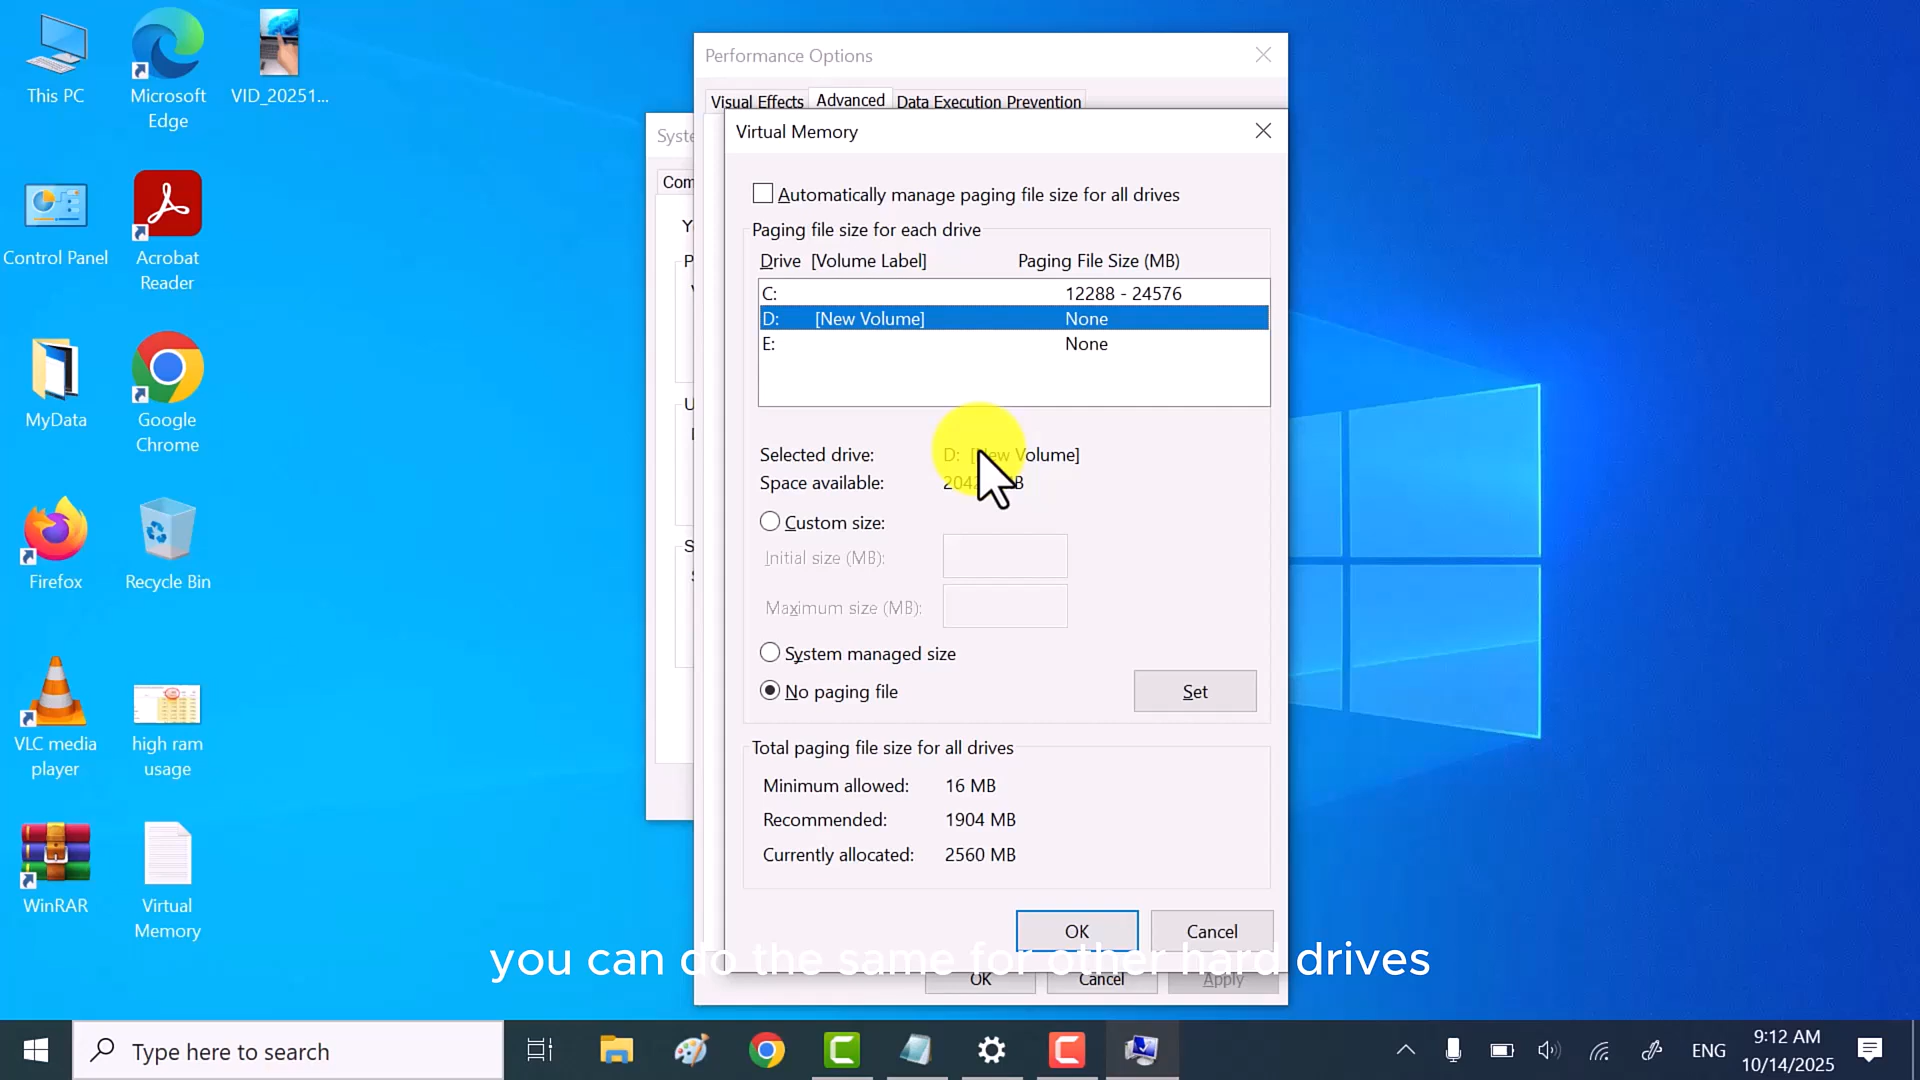 This PC
Microsoft
Edge
VID_20251...
Control Panel
Acrobat
Reader
MyData
Google
Chrome
Firefox
Recycle Bin
VLC media
player
high ram
usage
WinRAR
Virtual
Memory
Performance Options
Visual Effects
Advanced
Data Execution Prevention
Virtual Memory
Automatically manage paging file size for all drives
Paging file size for each drive
Drive [Volume Label] Paging File Size (MB)
C: 12288 - 24576
D: [New Volume] None
E: None
Selected drive: D: [New Volume]
Space available:
Custom size:
Initial size (MB):
Maximum size (MB):
System managed size
No paging file
Set
Total paging file size for all drives
Minimum allowed: 16 MB
Recommended: 1904 MB
Currently allocated: 2560 MB
OK Cancel
you can do the same for other hard drives
OK Cancel Apply
Type here to search
ENG
9:12 AM
10/14/2025